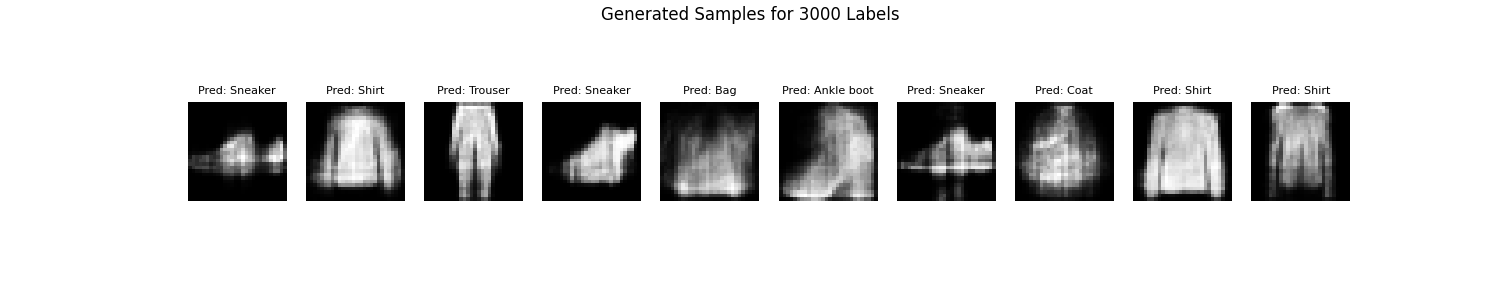 Generated Samples for 3000 Labels
Pred: Sneaker
Pred: Shirt
Pred: Trouser
Pred: Sneaker
Pred: Bag
Pred: Ankle boot
Pred: Sneaker
Pred: Coat
Pred: Shirt
Pred: Shirt